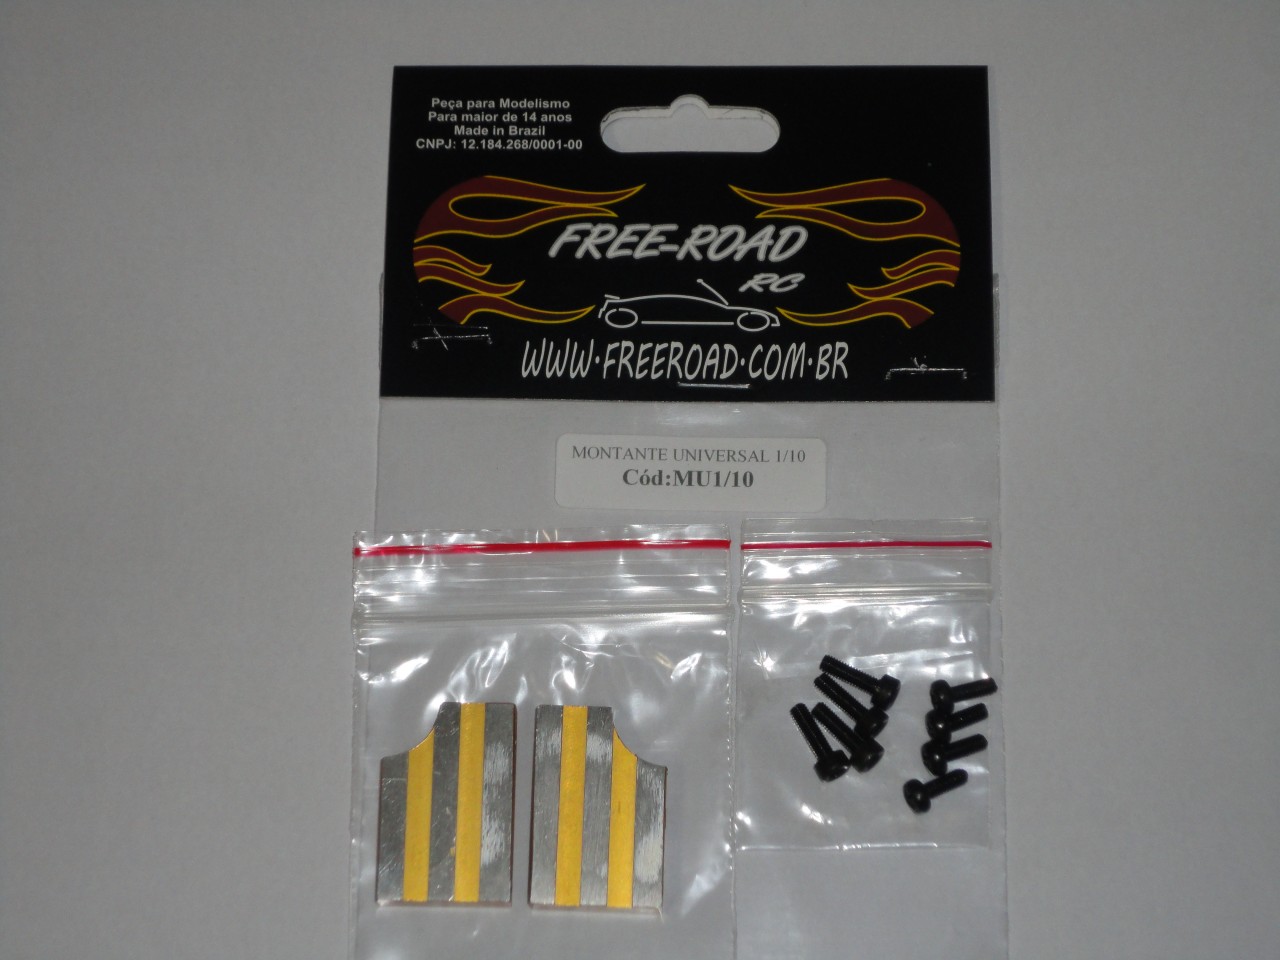 Peça para Modelismo
Para maior de 14 anos
Made in Brazil
CNPJ: 12.184.268/0001-00
FREE-ROAD
RC
WWW·FREEROAD·COM·BR
MONTANTE UNIVERSAL 1/10
Cód:MU1/10